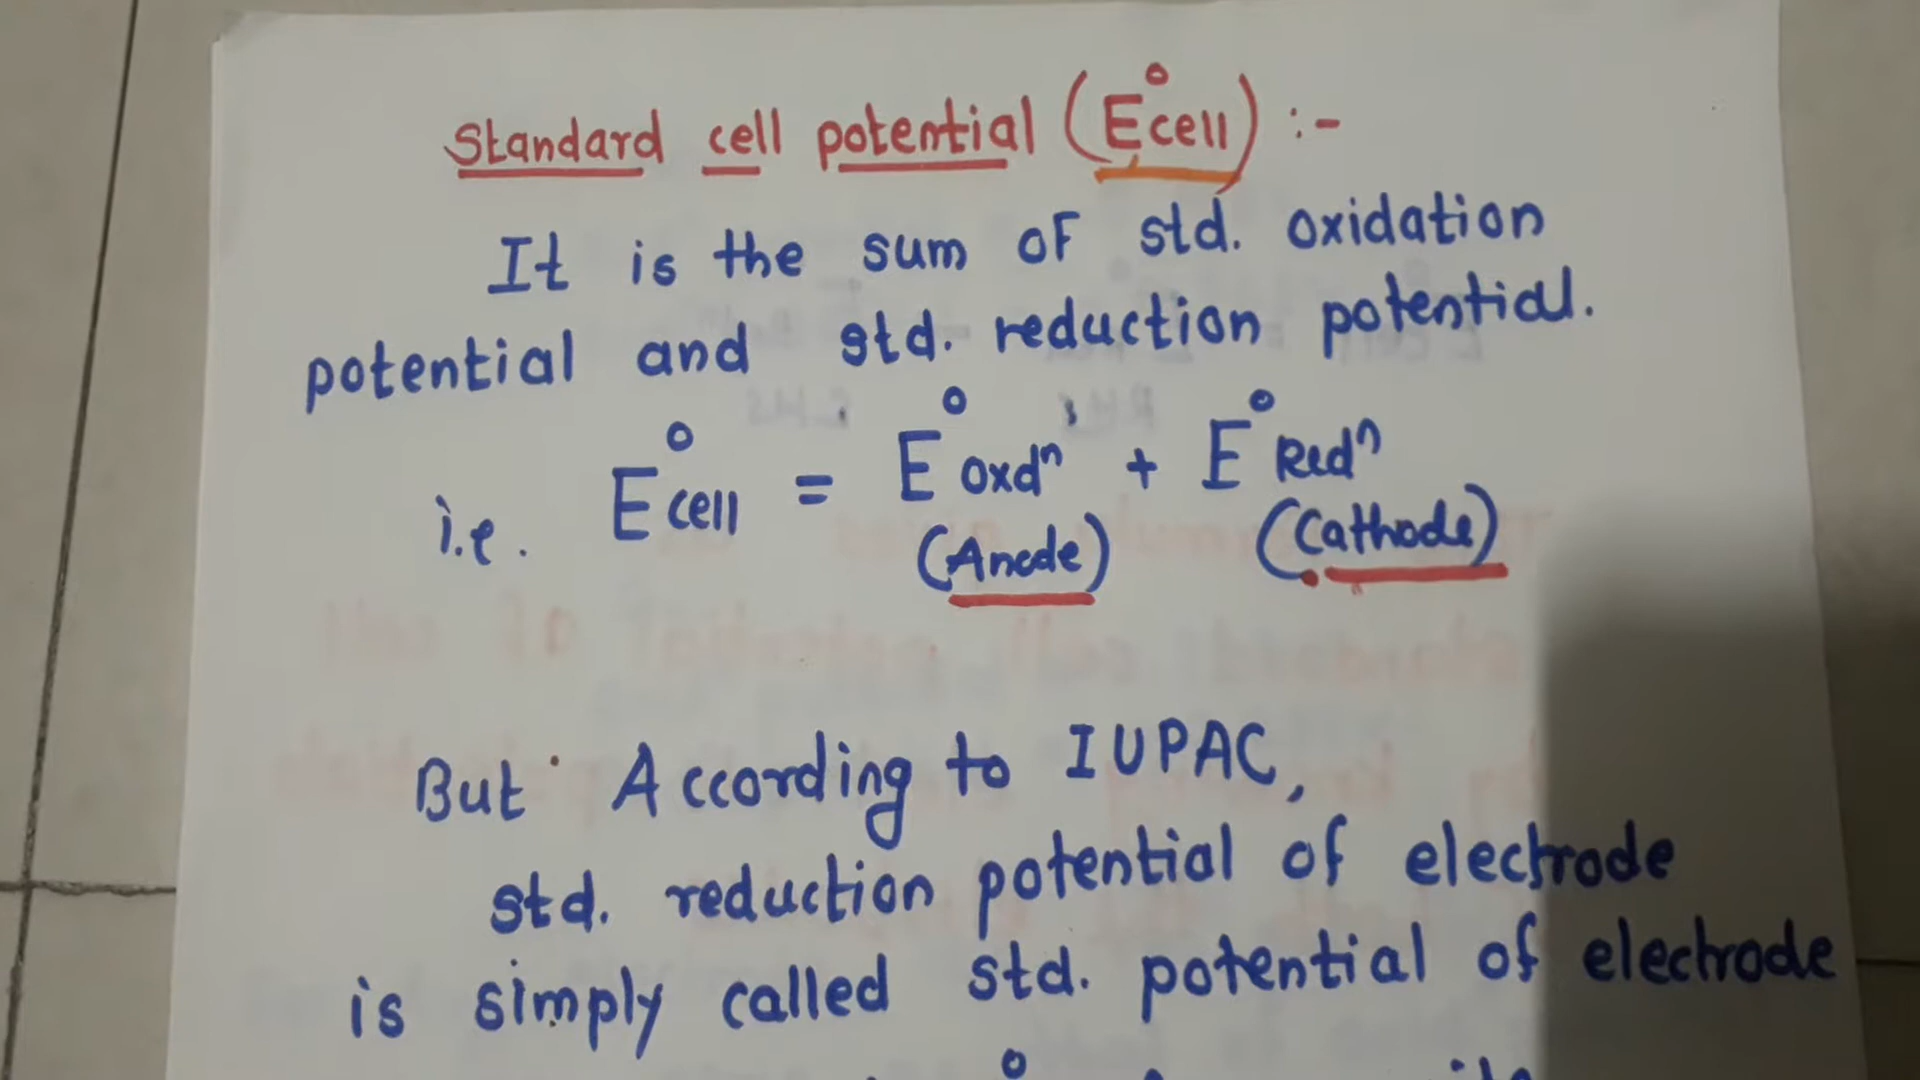 Standard cell potential (E°cell) :-
It is the sum of std. oxidation
potential and std. reduction potential.
i.e. E°cell = E°oxdⁿ + E°Redⁿ
(Anode) (Cathode)
But According to IUPAC,
std. reduction potential of electrode
is simply called std. potential of electrode